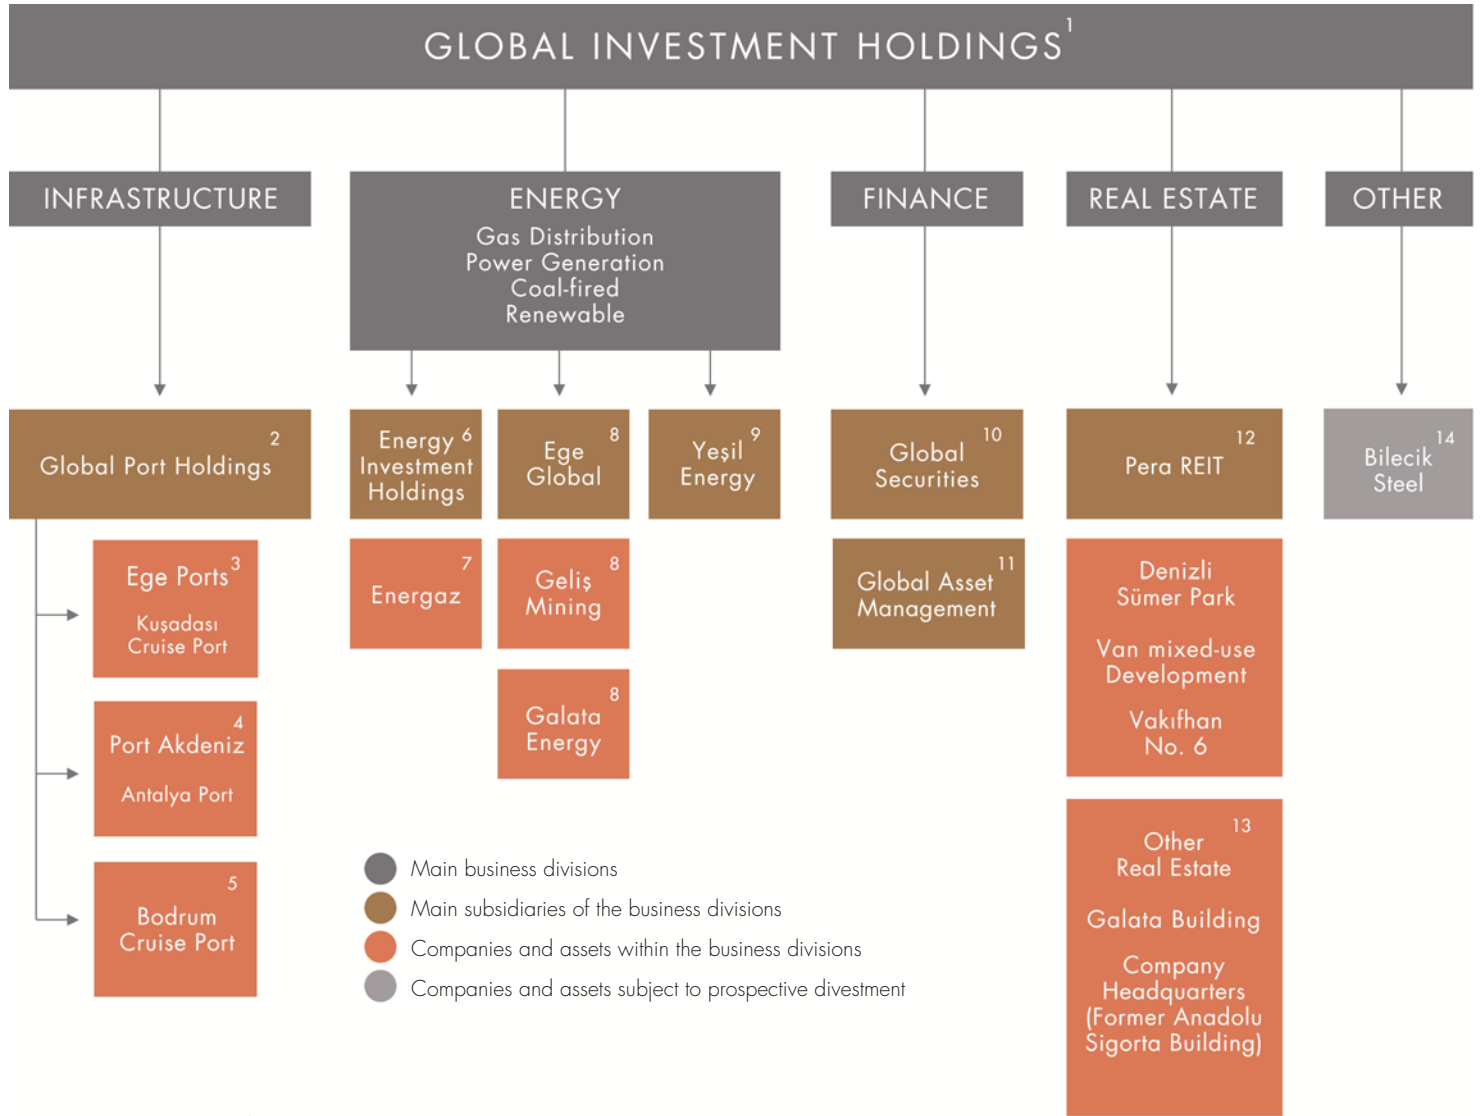 GLOBAL INVESTMENT HOLDINGS1
INFRASTRUCTURE
ENERGY
Gas Distribution
Power Generation
Coal-fired
Renewable
FINANCE
REAL ESTATE
OTHER
2
Global Port Holdings
Energy 6
Investment
Holdings
8
Ege
Global
Yeşil 9
Energy
10
Global
Securities
12
Pera REIT
14
Bilecik
Steel
Ege Ports3
Kuşadası
Cruise Port
7
Energaz
8
Geliş
Mining
11
Global Asset
Management
Denizli
Sümer Park
Van mixed-use
Development
Vakıfhan
No. 6
4
Port Akdeniz
Antalya Port
8
Galata
Energy
5
Bodrum
Cruise Port
13
Other
Real Estate
Galata Building
Company
Headquarters
(Former Anadolu
Sigorta Building)
Main business divisions
Main subsidiaries of the business divisions
Companies and assets within the business divisions
Companies and assets subject to prospective divestment